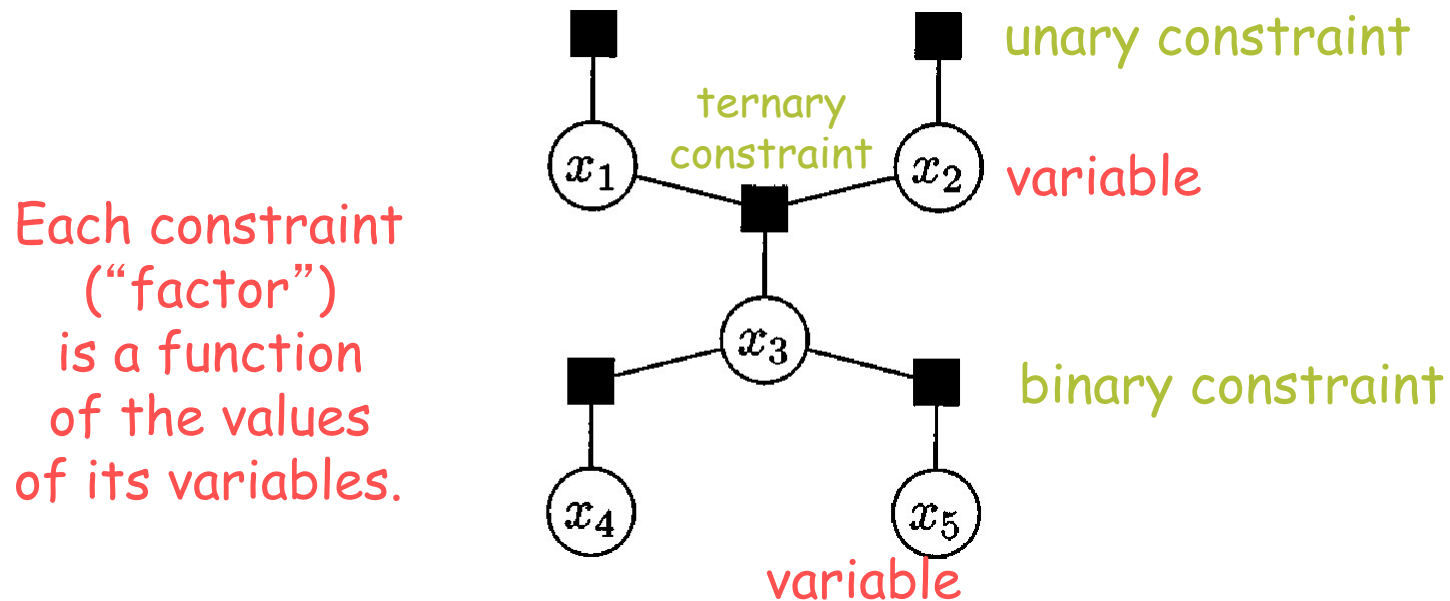 unary constraint
ternary
constraint
x₁
x₂
variable
Each constraint
(“factor”)
is a function
of the values
of its variables.
x₃
binary constraint
x₄
x₅
variable